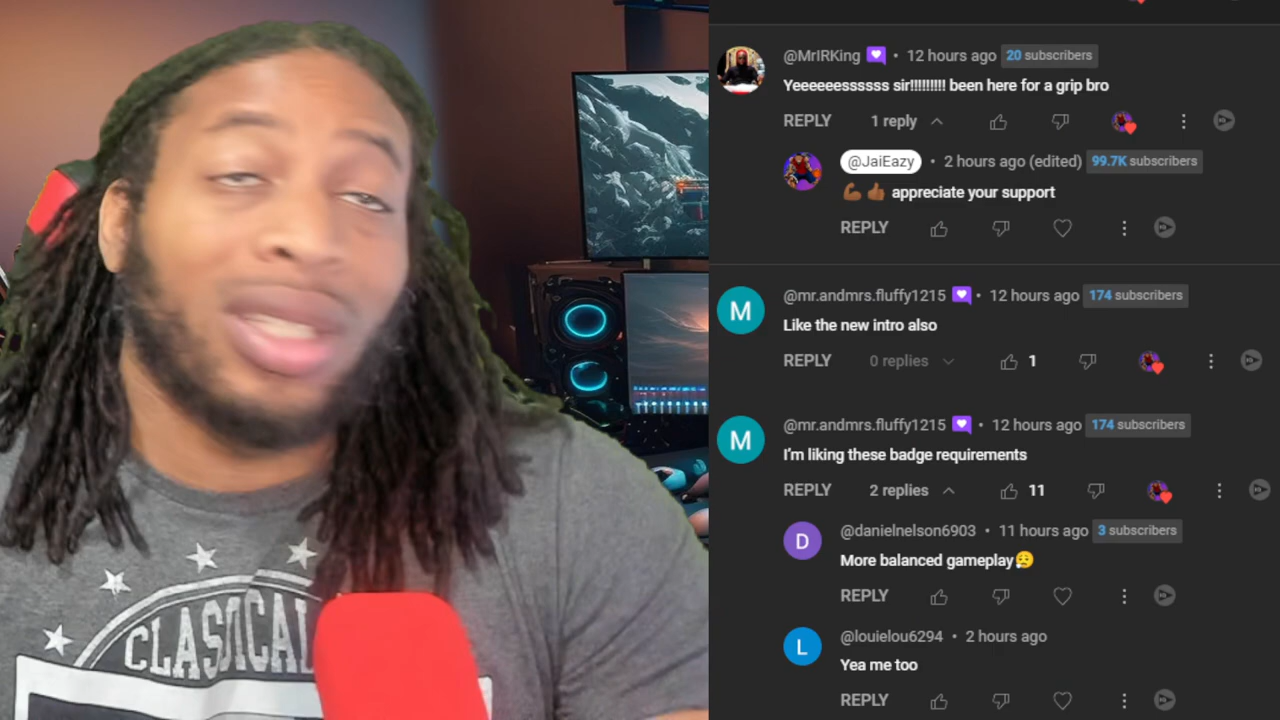 @MrIRKing • 12 hours ago 20 subscribers
Yeeeeeessssss sir!!!!!!!!! been here for a grip bro
REPLY 1 reply
@JaiEazy • 2 hours ago (edited) 99.7K subscribers
💪🏾 👍🏾 appreciate your support
REPLY
M
@mr.andmrs.fluffy1215 • 12 hours ago 174 subscribers
Like the new intro also
REPLY 0 replies 1
M
@mr.andmrs.fluffy1215 • 12 hours ago 174 subscribers
I'm liking these badge requirements
REPLY 2 replies 11
D
@danielnelson6903 • 11 hours ago 3 subscribers
More balanced gameplay😥
REPLY
L
@louielou6294 • 2 hours ago
Yea me too
REPLY
CLASSICAL